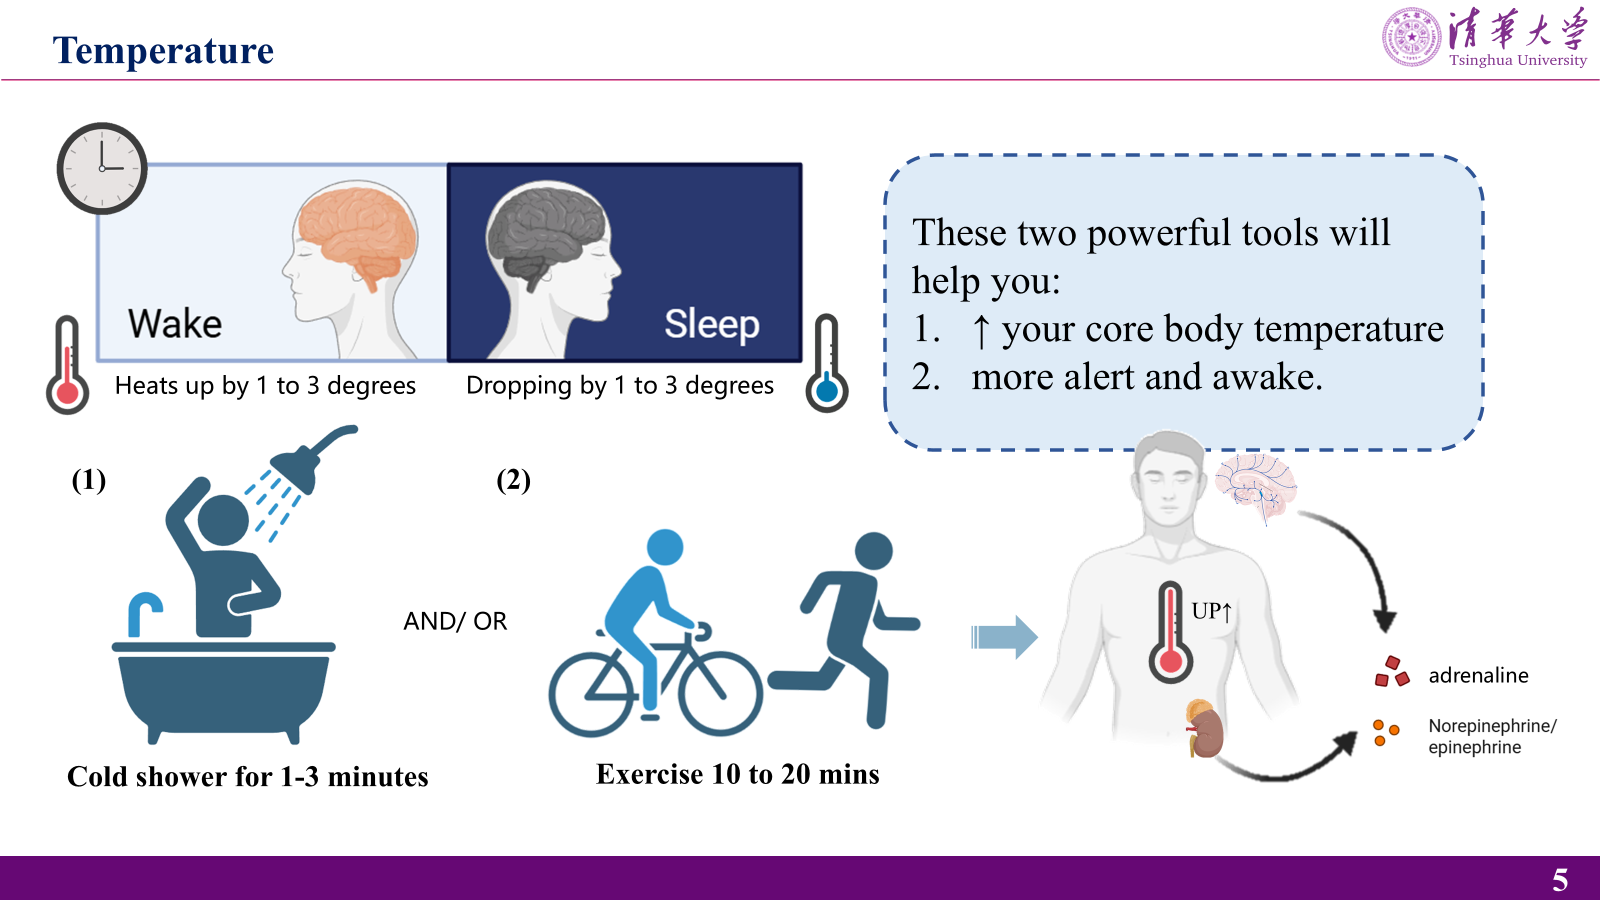 Temperature
清華大学
Tsinghua University
Wake
Sleep
Heats up by 1 to 3 degrees
Dropping by 1 to 3 degrees
These two powerful tools will
help you:
1. ↑ your core body temperature
2. more alert and awake.
(1)
(2)
AND/ OR
UP↑
adrenaline
Norepinephrine/
epinephrine
Cold shower for 1-3 minutes
Exercise 10 to 20 mins
5